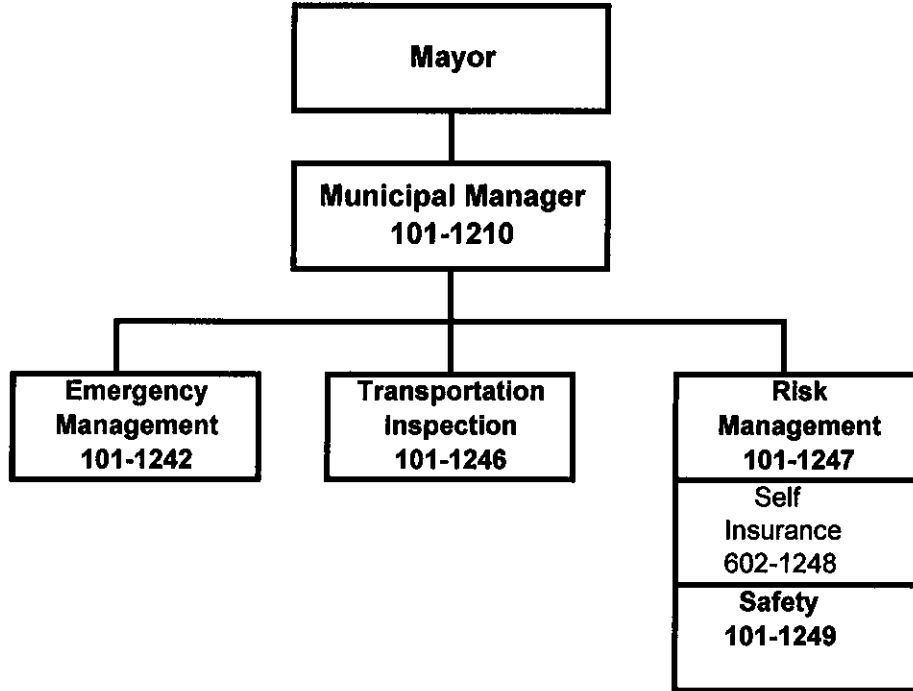 Mayor
Municipal Manager
101-1210
Emergency
Management
101-1242
Transportation
Inspection
101-1246
Risk
Management
101-1247
Self
Insurance
602-1248
Safety
101-1249